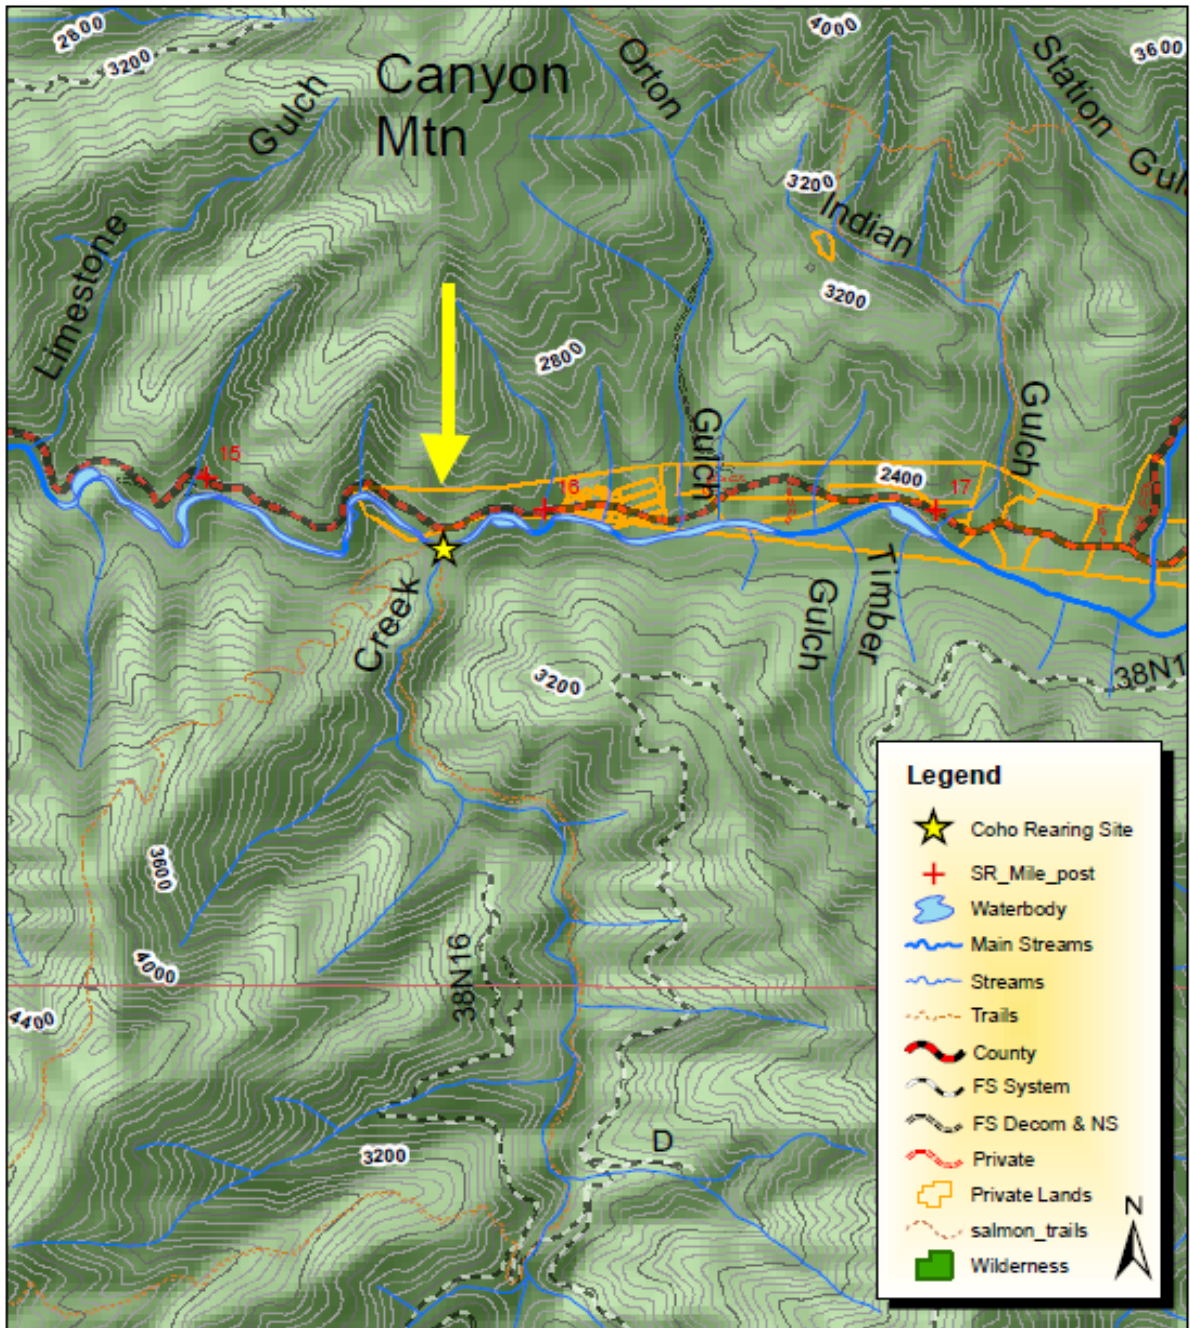 2800
3200
Canyon
Mtn
Orton
4000
Station
3600
Gulch
Gul
3200
Indian
Limestone
3200
2800
Gulch
Gulch
15
16
2400
17
Creek
Timber
Gulch
38N1
3200
3600
38N16
4000
4400
3200
D
Legend
Coho Rearing Site
SR_Mile_post
Waterbody
Main Streams
Streams
Trails
County
FS System
FS Decom & NS
Private
Private Lands
salmon_trails
Wilderness
N